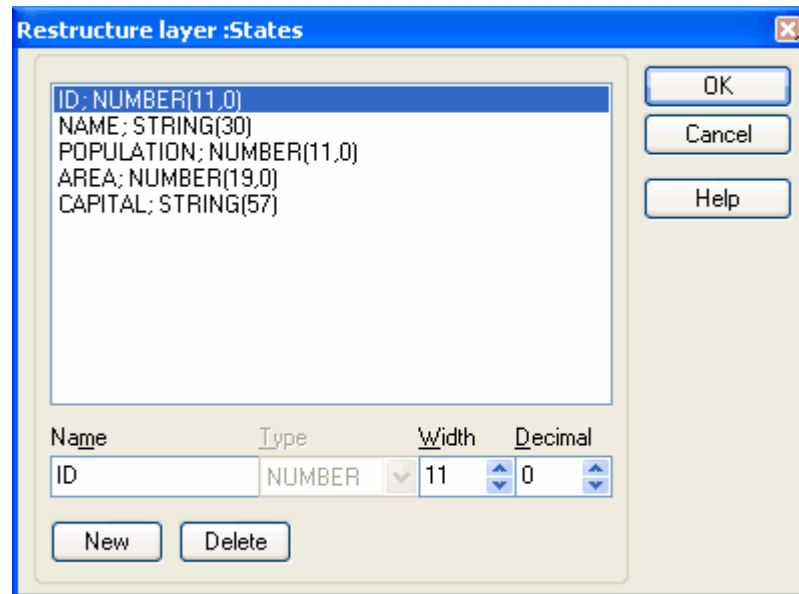 Restructure layer :States
ID; NUMBER(11,0)
NAME; STRING(30)
POPULATION; NUMBER(11,0)
AREA; NUMBER(19,0)
CAPITAL; STRING(57)
OK
Cancel
Help
Name Type Width Decimal
ID NUMBER 11 0
New Delete